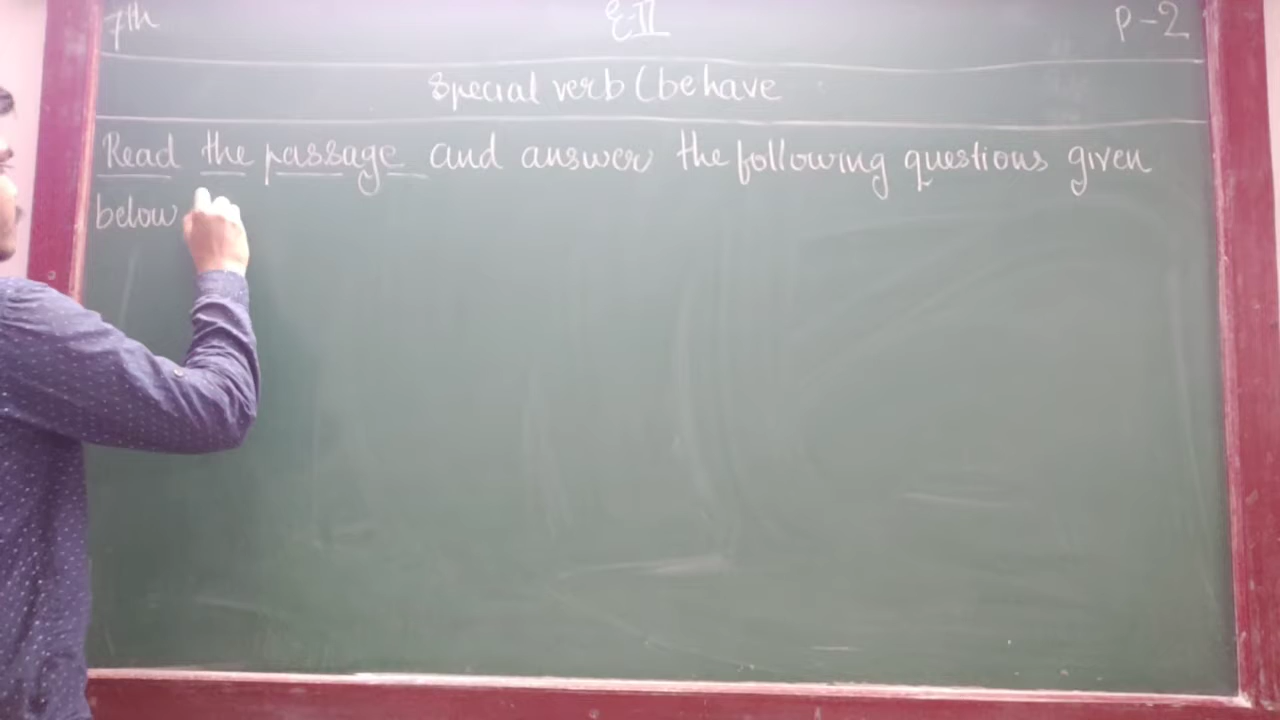 7th E-II P-2
Special verb (be have
Read the passage and answer the following questions given
below